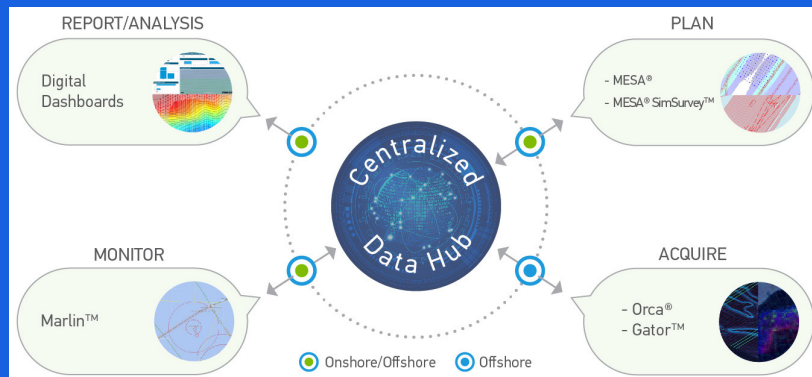 REPORT/ANALYSIS
Digital
Dashboards
PLAN
- MESA®
- MESA® SimSurvey™
Centralized
Data Hub
MONITOR
Marlin™
ACQUIRE
- Orca®
- Gator™
Onshore/Offshore
Offshore